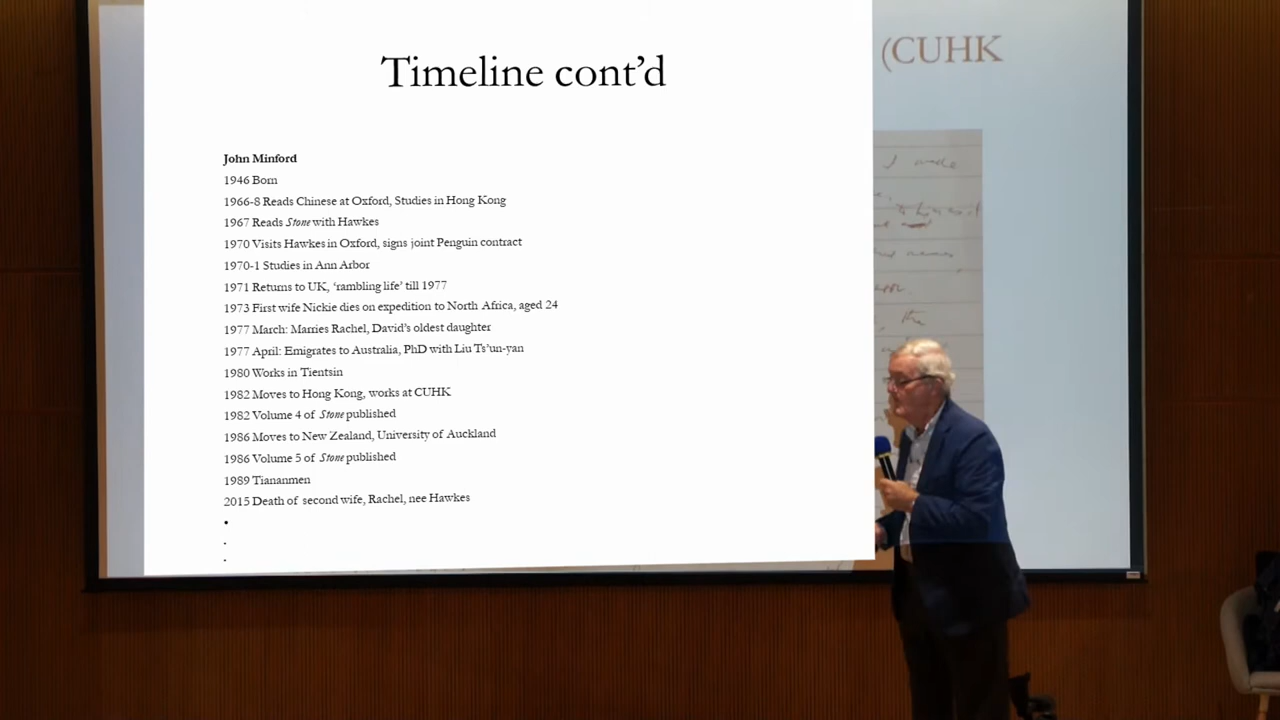 Timeline cont'd
(CUHK
John Minford
1946 Born
1966-8 Reads Chinese at Oxford, Studies in Hong Kong
1967 Reads Stone with Hawkes
1970 Visits Hawkes in Oxford, signs joint Penguin contract
1970-1 Studies in Ann Arbor
1971 Returns to UK, ‘rambling life’ till 1977
1973 First wife Nickie dies on expedition to North Africa, aged 24
1977 March: Marries Rachel, David’s oldest daughter
1977 April: Emigrates to Australia, PhD with Liu Ts’un-yan
1980 Works in Tientsin
1982 Moves to Hong Kong, works at CUHK
1982 Volume 4 of Stone published
1986 Moves to New Zealand, University of Auckland
1986 Volume 5 of Stone published
1989 Tiananmen
2015 Death of second wife, Rachel, nee Hawkes
I made
the